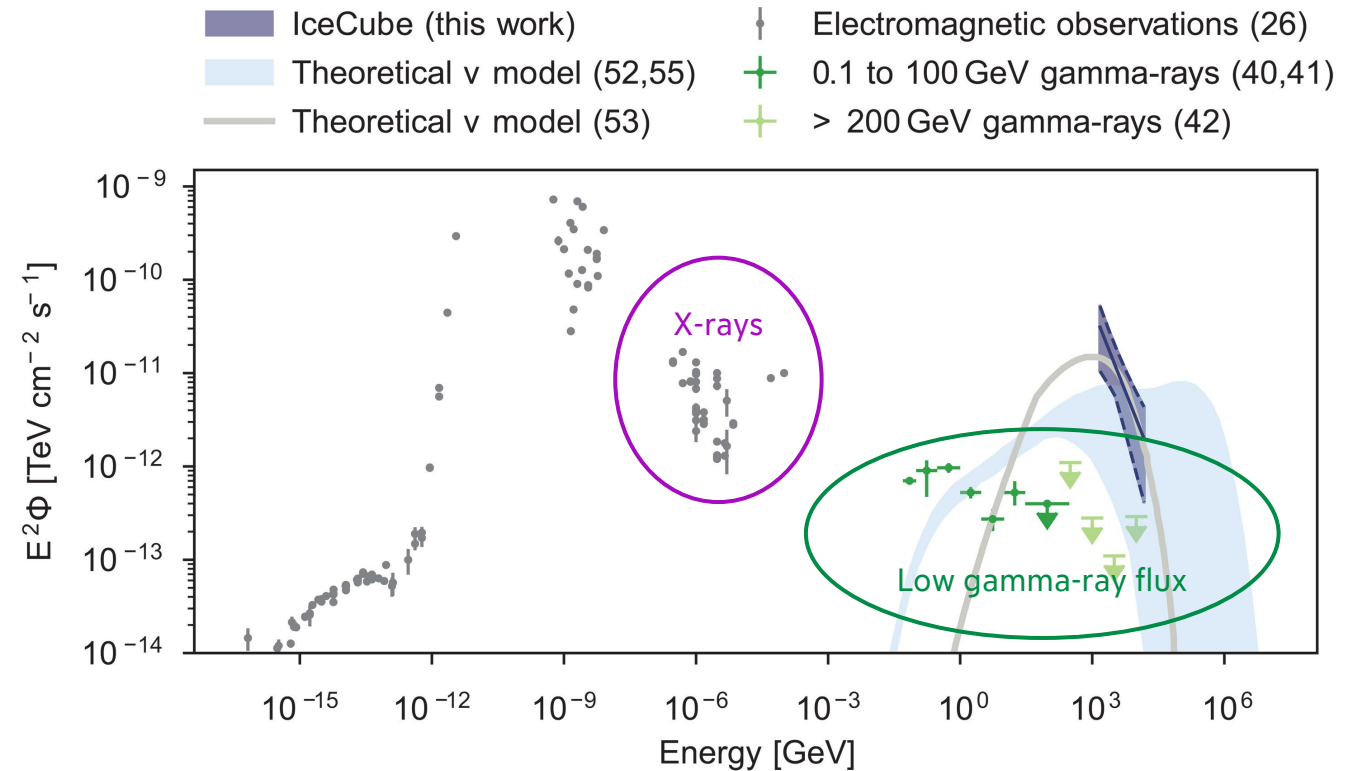 IceCube (this work)
Theoretical ν model (52,55)
Theoretical ν model (53)
Electromagnetic observations (26)
0.1 to 100 GeV gamma-rays (40,41)
> 200 GeV gamma-rays (42)
E²Φ [TeV cm⁻² s⁻¹]
10⁻⁹
10⁻¹⁰
10⁻¹¹
10⁻¹²
10⁻¹³
10⁻¹⁴
X-rays
Low gamma-ray flux
10⁻¹⁵ 10⁻¹² 10⁻⁹ 10⁻⁶ 10⁻³ 10⁰ 10³ 10⁶
Energy [GeV]